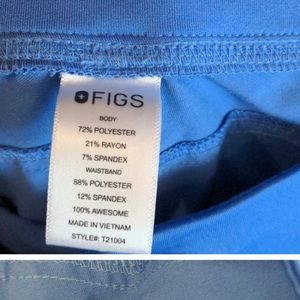 FIGS
BODY
72% POLYESTER
21% RAYON
7% SPANDEX
WAISTBAND
88% POLYESTER
12% SPANDEX
100% AWESOME
MADE IN VIETNAM
STYLE#: T21004